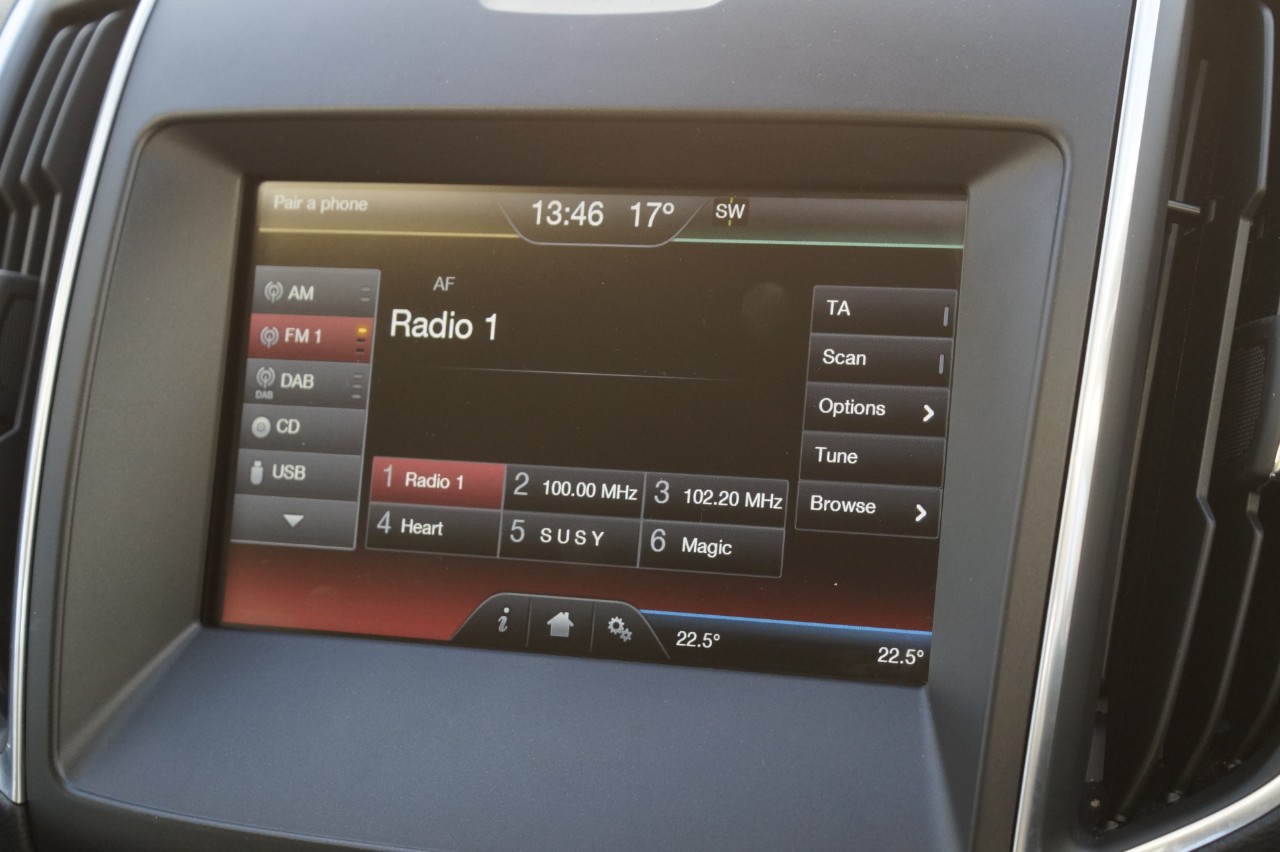 Pair a phone
13:46 17° SW
AM
FM 1
DAB
DAB
CD
USB
AF
Radio 1
TA
Scan
Options
Tune
Browse
1 Radio 1
2 100.00 MHz
3 102.20 MHz
4 Heart
5 S U S Y
6 Magic
i
22.5°
22.5°